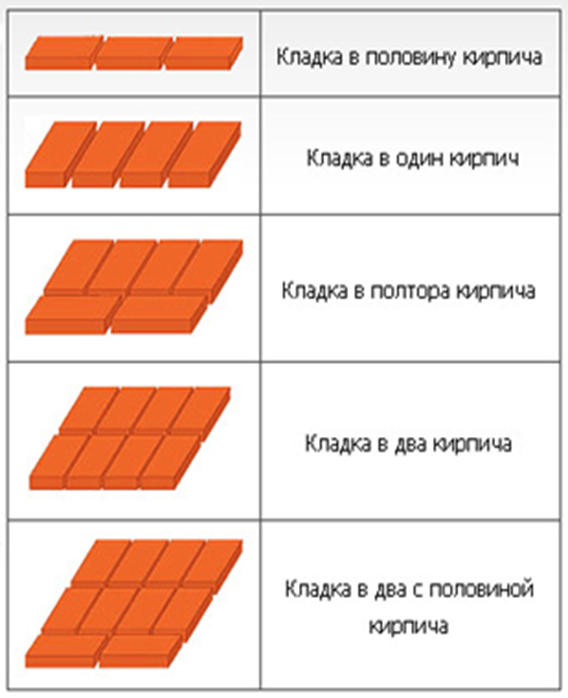 Кладка в половину кирпича
Кладка в один кирпич
Кладка в полтора кирпича
Кладка в два кирпича
Кладка в два с половиной
кирпича